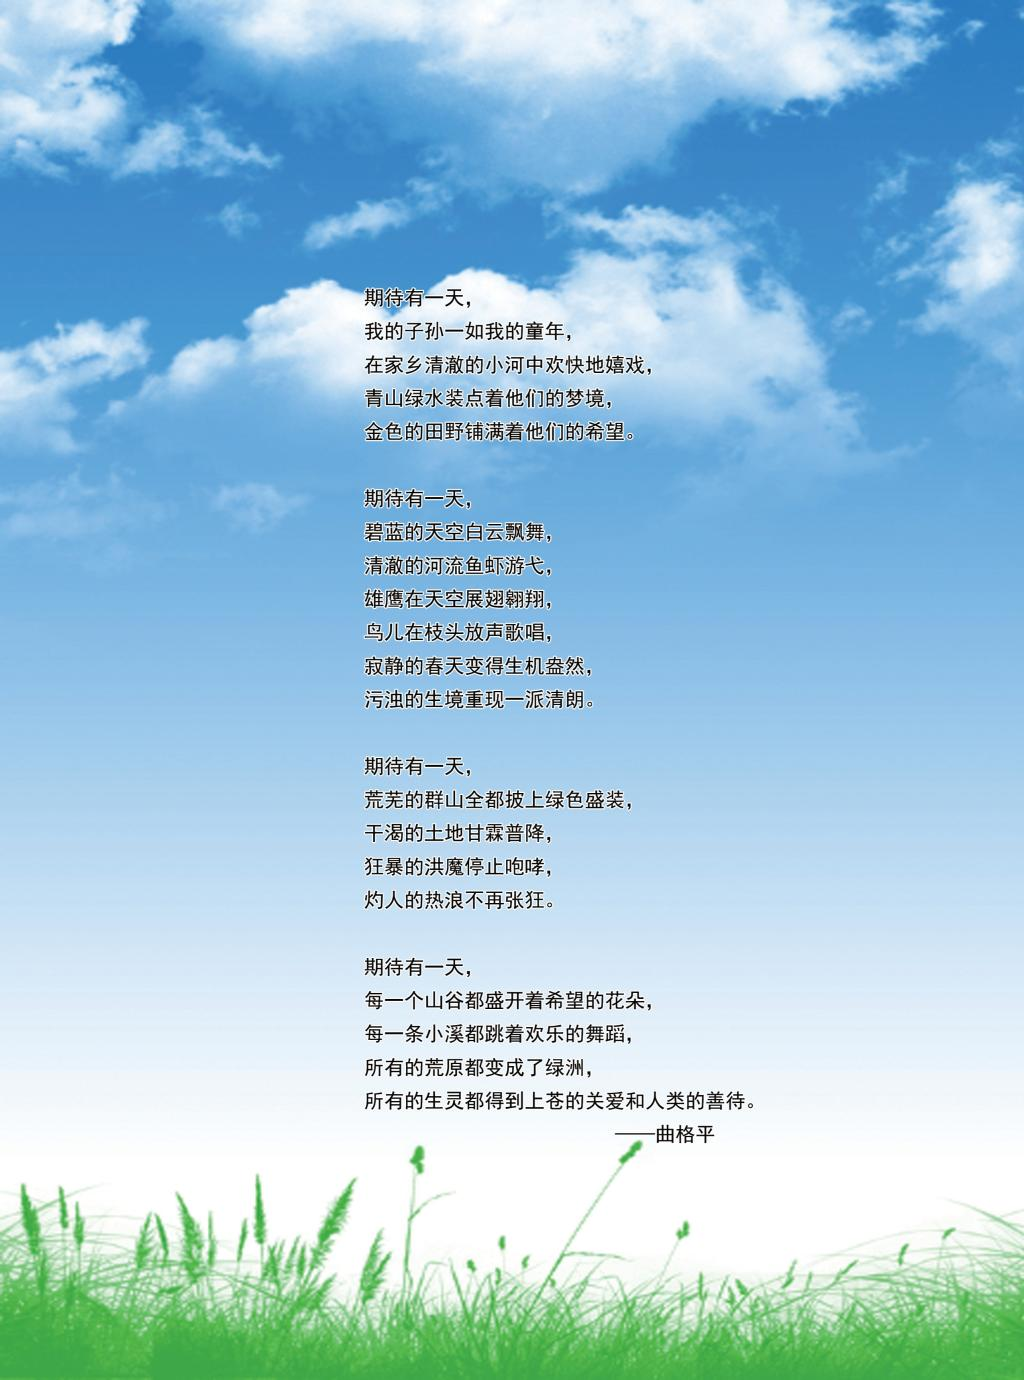 期待有一天，
我的子孙一如我的童年，
在家乡清澈的小河中欢快地嬉戏，
青山绿水装点着他们的梦境，
金色的田野铺满着他们的希望。
期待有一天，
碧蓝的天空白云飘舞，
清澈的河流鱼虾游弋，
雄鹰在天空展翅翱翔，
鸟儿在枝头放声歌唱，
寂静的春天变得生机盎然，
污浊的生境重现一派清朗。
期待有一天，
荒芜的群山全都披上绿色盛装，
干渴的土地甘霖普降，
狂暴的洪魔停止咆哮，
灼人的热浪不再张狂。
期待有一天，
每一个山谷都盛开着希望的花朵，
每一条小溪都跳着欢乐的舞蹈，
所有的荒原都变成了绿洲，
所有的生灵都得到上苍的关爱和人类的善待。
——曲格平